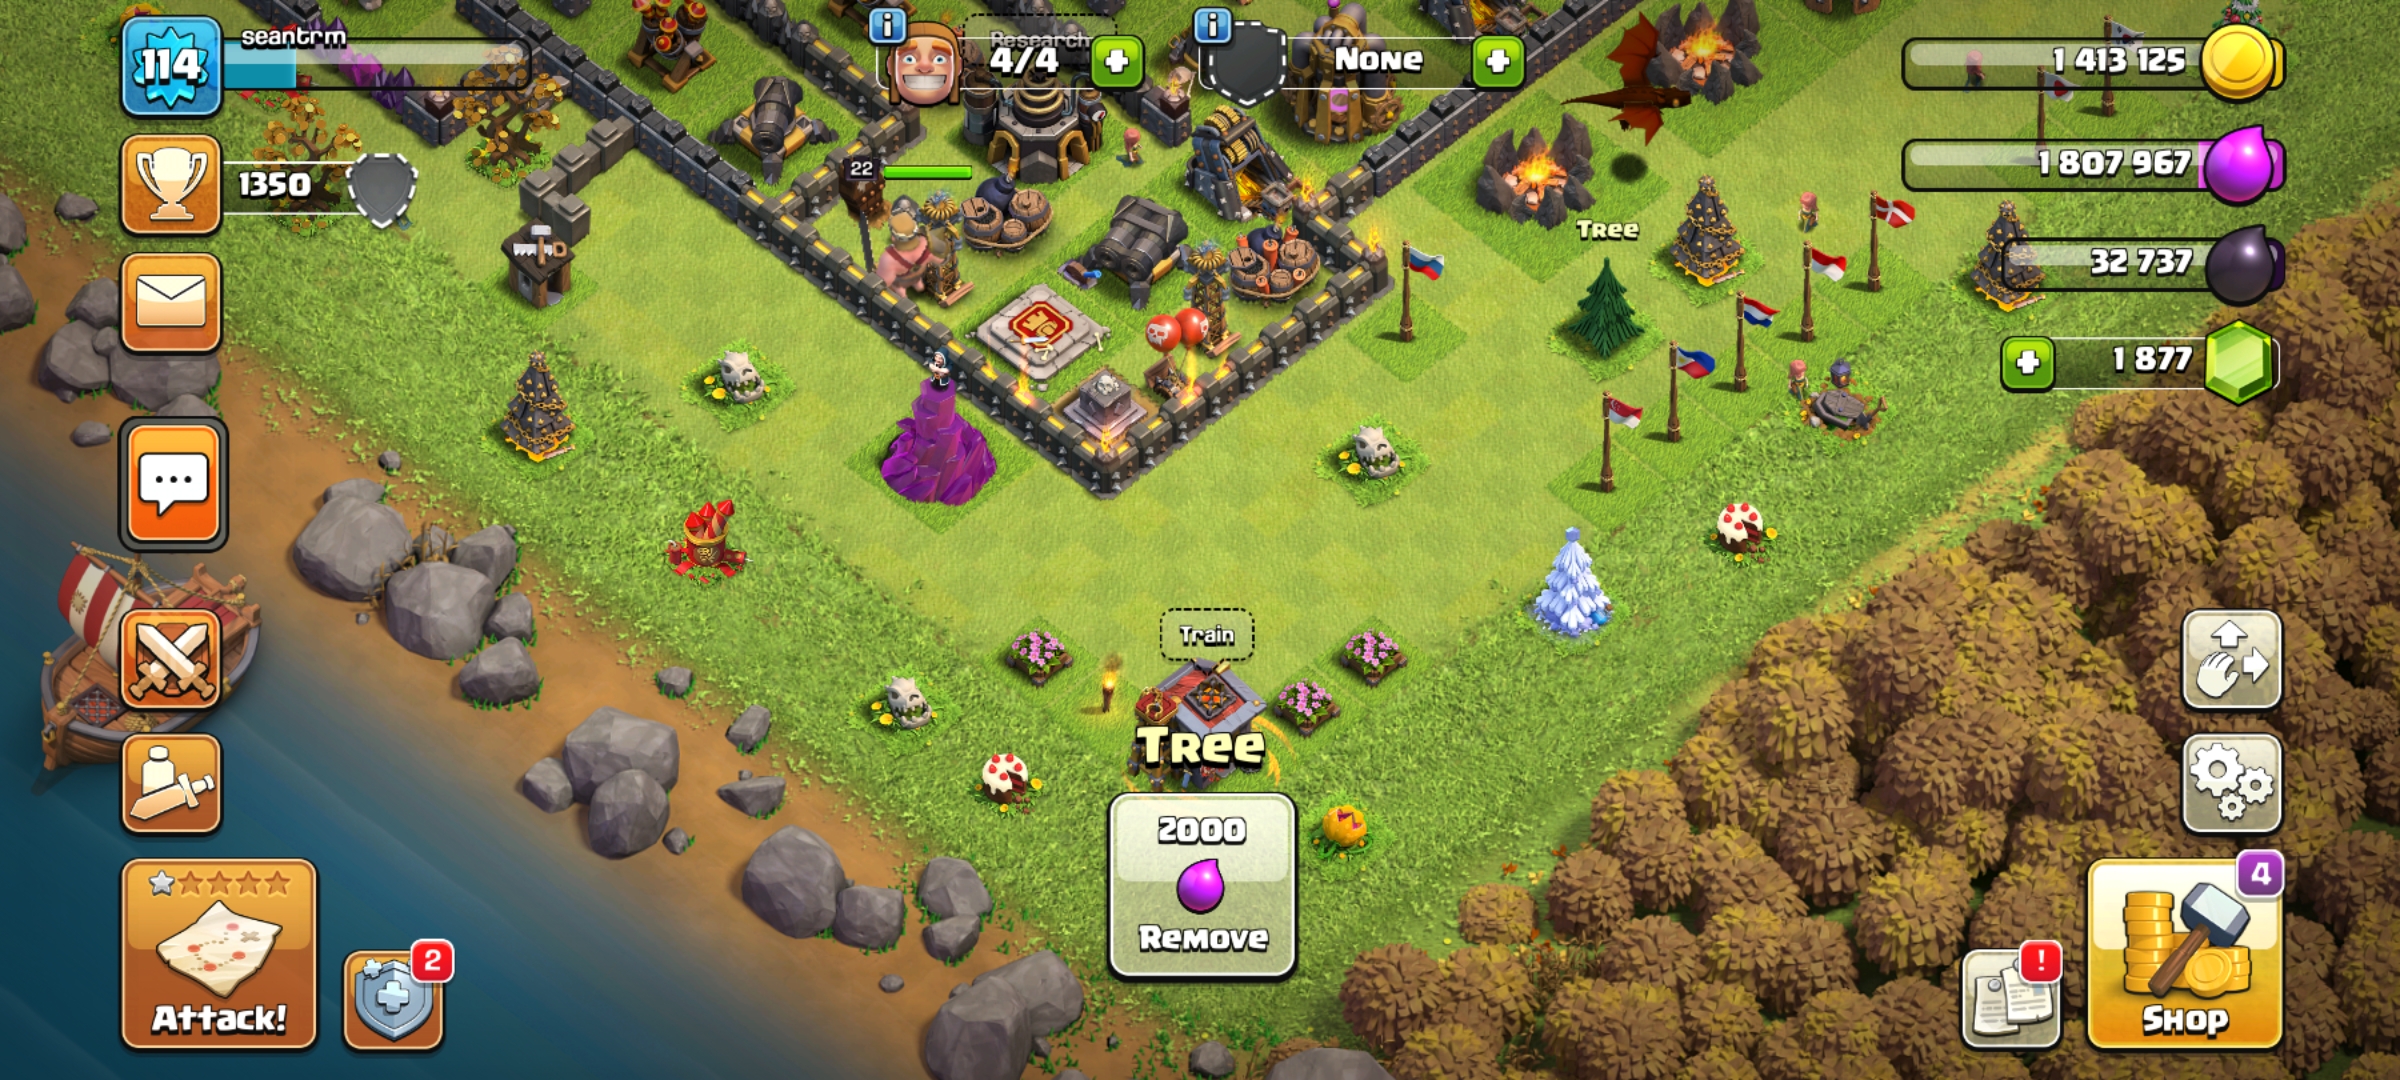 114
seantrm
Research
4/4
None
1 413 125
1350
22
1 807 967
Tree
32 737
1 877
Train
Tree
2000
Remove
4
Attack!
2
!
Shop